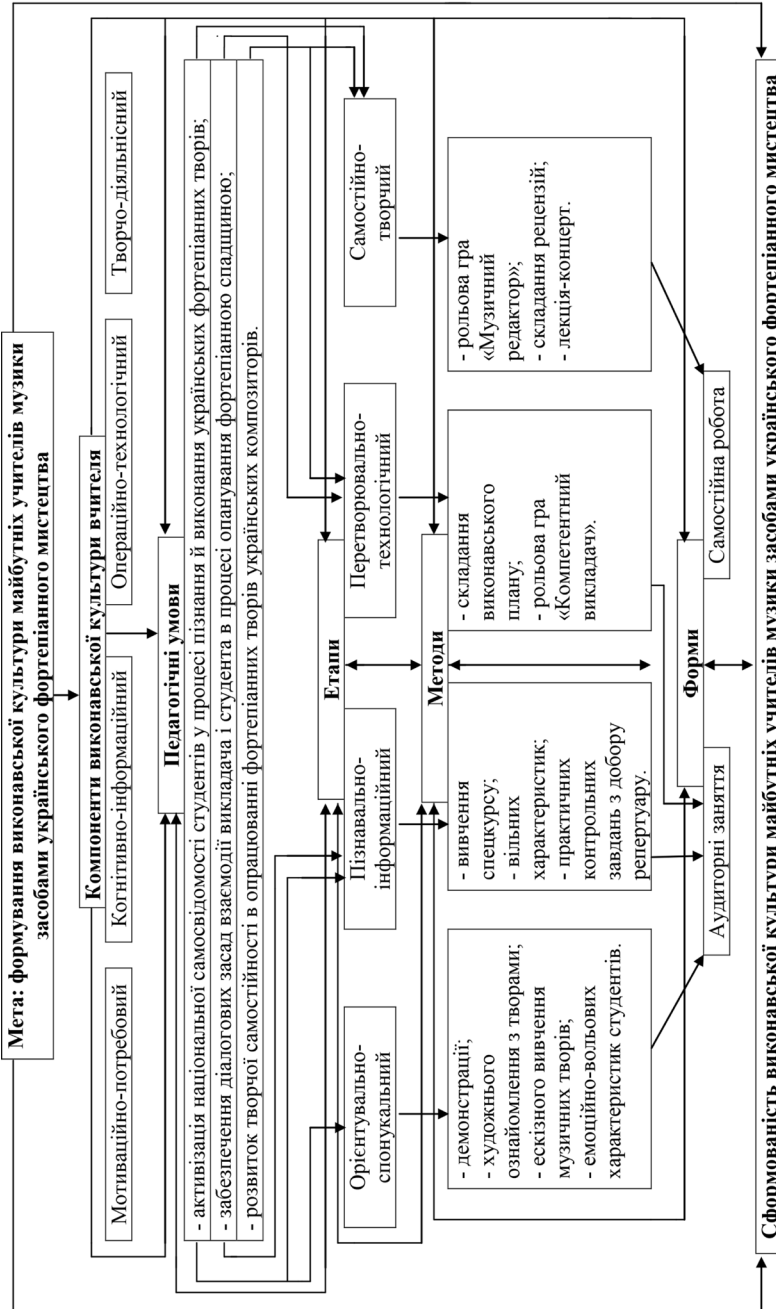 Мета: формування виконавської культури майбутніх учителів музики
засобами українського фортепіанного мистецтва
Компоненти виконавської культури вчителя
Мотиваційно-потребовий
Когнітивно-інформаційний
Операційно-технологічний
Творчо-діяльнісний
Педагогічні умови
- активізація національної самосвідомості студентів у процесі пізнання й виконання українських фортепіанних творів;
- забезпечення діалогових засад взаємодії викладача і студента в процесі опанування фортепіанною спадщиною;
- розвиток творчої самостійності в опрацюванні фортепіанних творів українських композиторів.
Етапи
Орієнтувально-
спонукальний
Пізнавально-
інформаційний
Перетворювально-
технологічний
Самостійно-
творчий
Методи
- демонстрації;
- художнього
ознайомлення з творами;
- ескізного вивчення
музичних творів;
- емоційно-вольових
характеристик студентів.
- вивчення
спецкурсу;
- вільних
характеристик;
- практичних
контрольних
завдань з добору
репертуару.
- складання
виконавського
плану;
- рольова гра
«Компетентний
викладач».
- рольова гра
«Музичний
редактор»;
- складання рецензій;
- лекція-концерт.
Форми
Аудиторні заняття
Самостійна робота
Сформованість виконавської культури майбутніх учителів музики засобами українського фортепіанного мистецтва